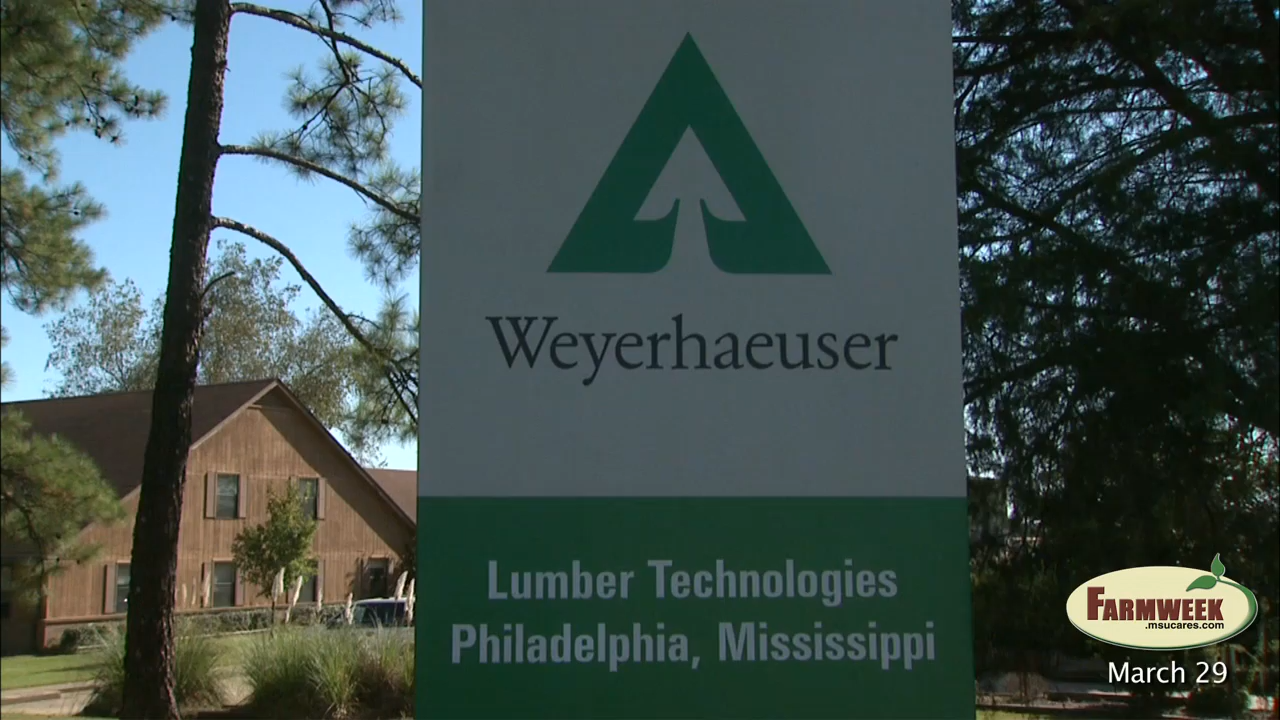 Weyerhaeuser
Lumber Technologies
Philadelphia, Mississippi
FARMWEEK
.msucares.com
March 29